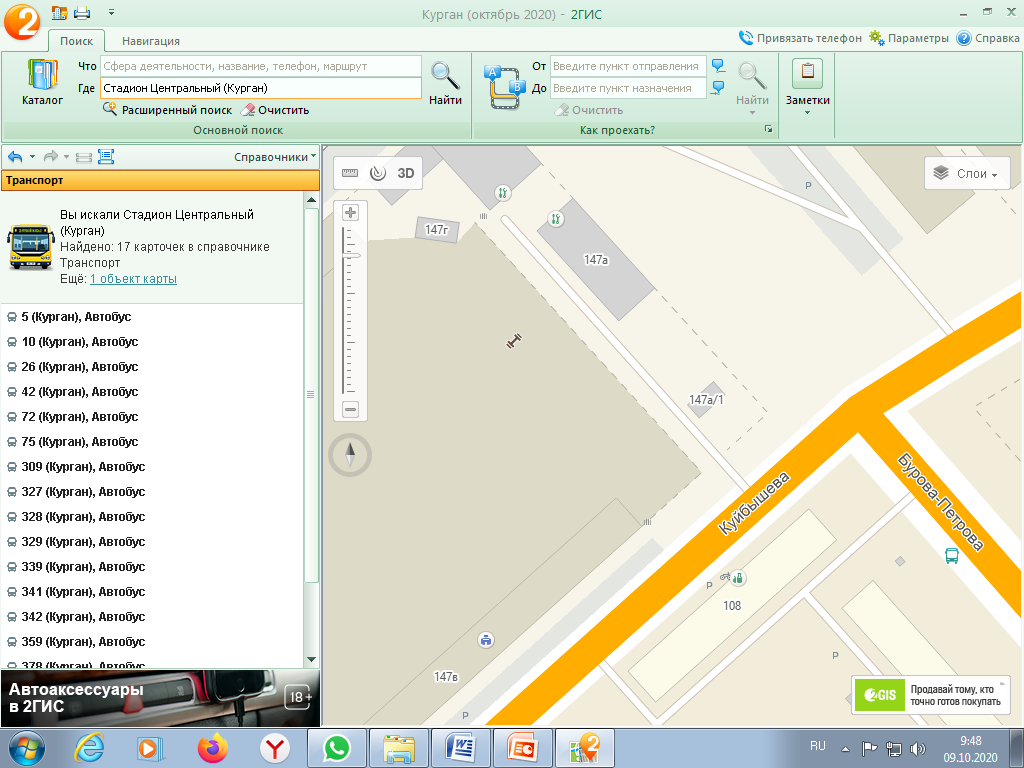 Курган (октябрь 2020) - 2ГИС
Поиск
Навигация
Привязать телефон
Параметры
Справка
Каталог
Что
Сфера деятельности, название, телефон, маршрут
Где
Стадион Центральный (Курган)
Расширенный поиск
Очистить
Найти
Основной поиск
A
B
От
Введите пункт отправления
До
Введите пункт назначения
Очистить
Найти
Как проехать?
Заметки
Справочники
Транспорт
Вы искали Стадион Центральный
(Курган)
Найдено: 17 карточек в справочнике
Транспорт
Ещё: 1 объект карты
5 (Курган), Автобус
10 (Курган), Автобус
26 (Курган), Автобус
42 (Курган), Автобус
72 (Курган), Автобус
75 (Курган), Автобус
309 (Курган), Автобус
327 (Курган), Автобус
328 (Курган), Автобус
329 (Курган), Автобус
339 (Курган), Автобус
341 (Курган), Автобус
342 (Курган), Автобус
359 (Курган), Автобус
378 (Курган), Автобус
Автоаксессуары
в 2ГИС
18+
3D
Слои
P
147г
147а
147а/1
Куйбышева
Бурова-Петрова
P
108
P
147в
P
2GIS
Продавай тому, кто
точно готов покупать
RU
9:48
09.10.2020